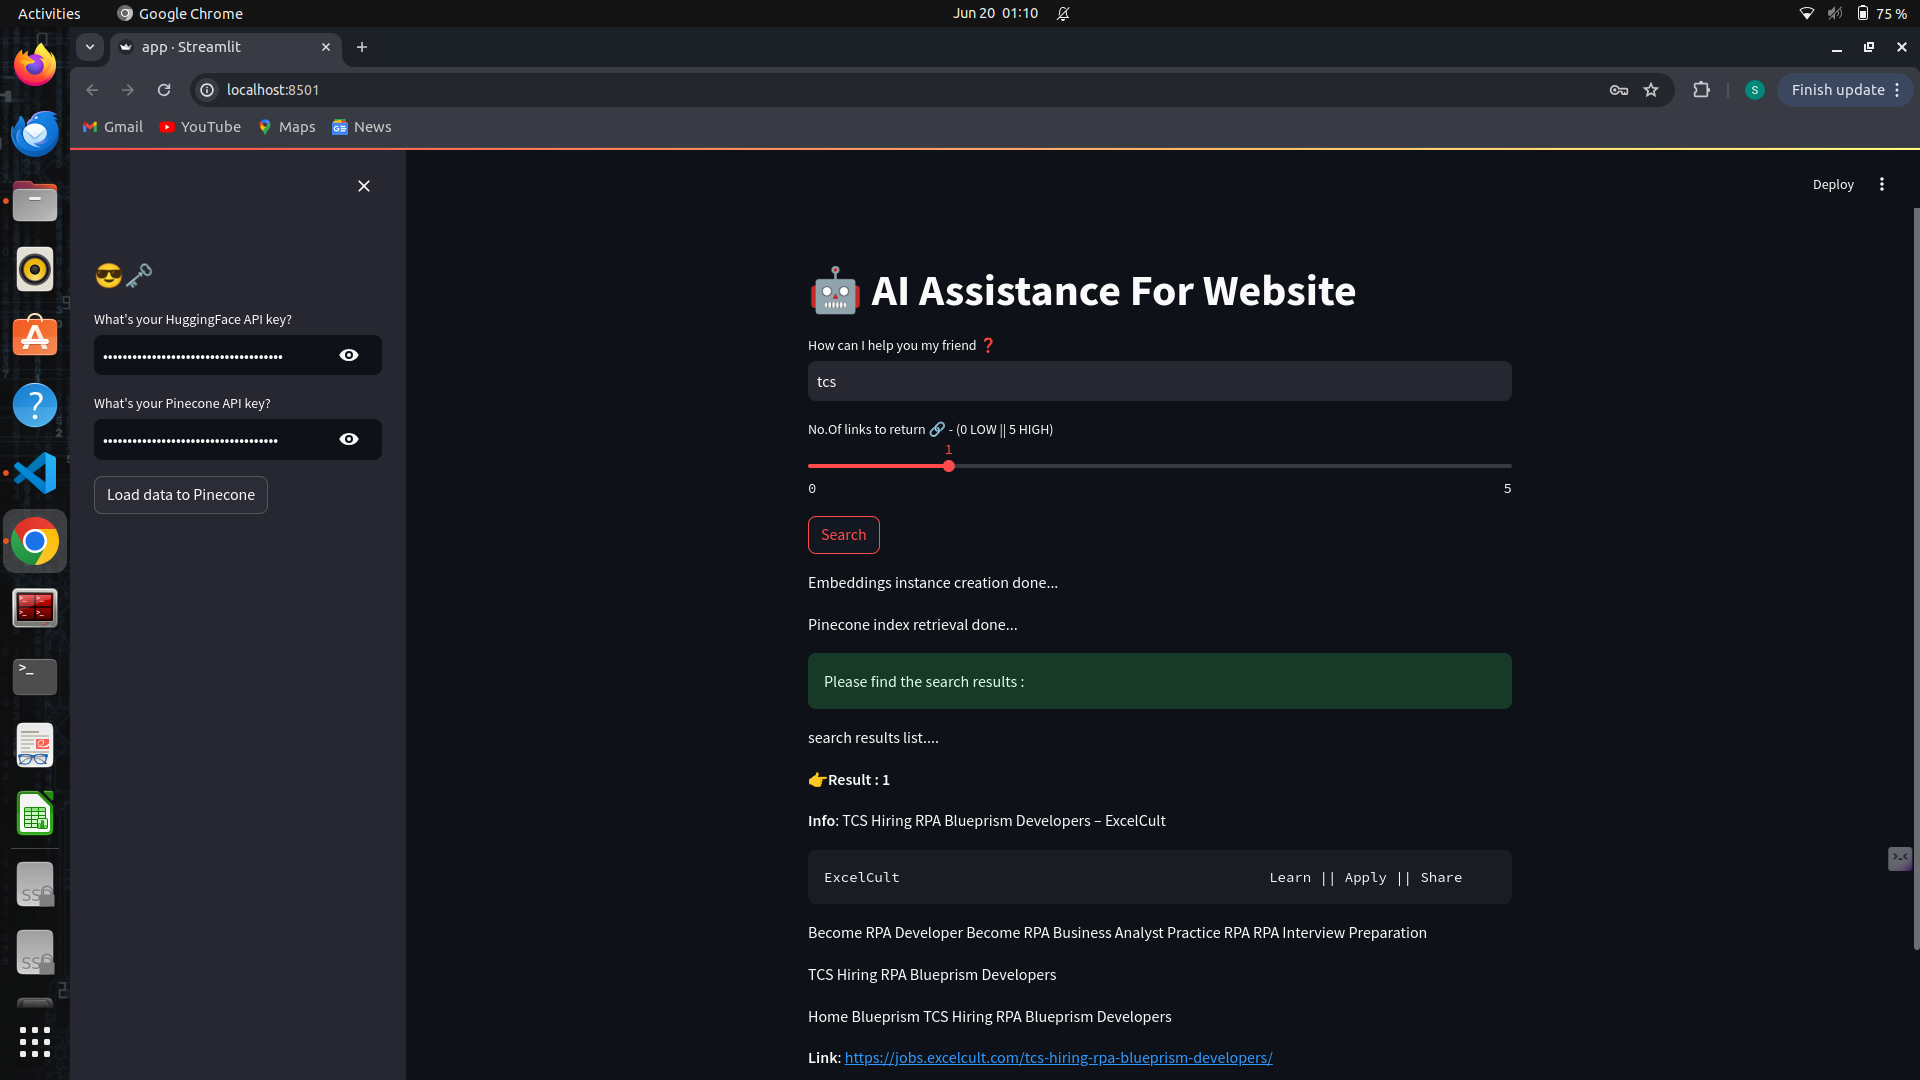 Activities
Google Chrome
Jun 20 01:10
75 %
app · Streamlit
localhost:8501
Finish update
S
Gmail
YouTube
Maps
News
Deploy
What's your HuggingFace API key?
What's your Pinecone API key?
Load data to Pinecone
AI Assistance For Website
How can I help you my friend ❓
tcs
No.Of links to return 🔗 - (0 LOW || 5 HIGH)
1
0
5
Search
Embeddings instance creation done...
Pinecone index retrieval done...
Please find the search results :
search results list....
👉Result : 1
Info: TCS Hiring RPA Blueprism Developers – ExcelCult
ExcelCult Learn || Apply || Share
Become RPA Developer Become RPA Business Analyst Practice RPA RPA Interview Preparation
TCS Hiring RPA Blueprism Developers
Home Blueprism TCS Hiring RPA Blueprism Developers
Link: https://jobs.excelcult.com/tcs-hiring-rpa-blueprism-developers/